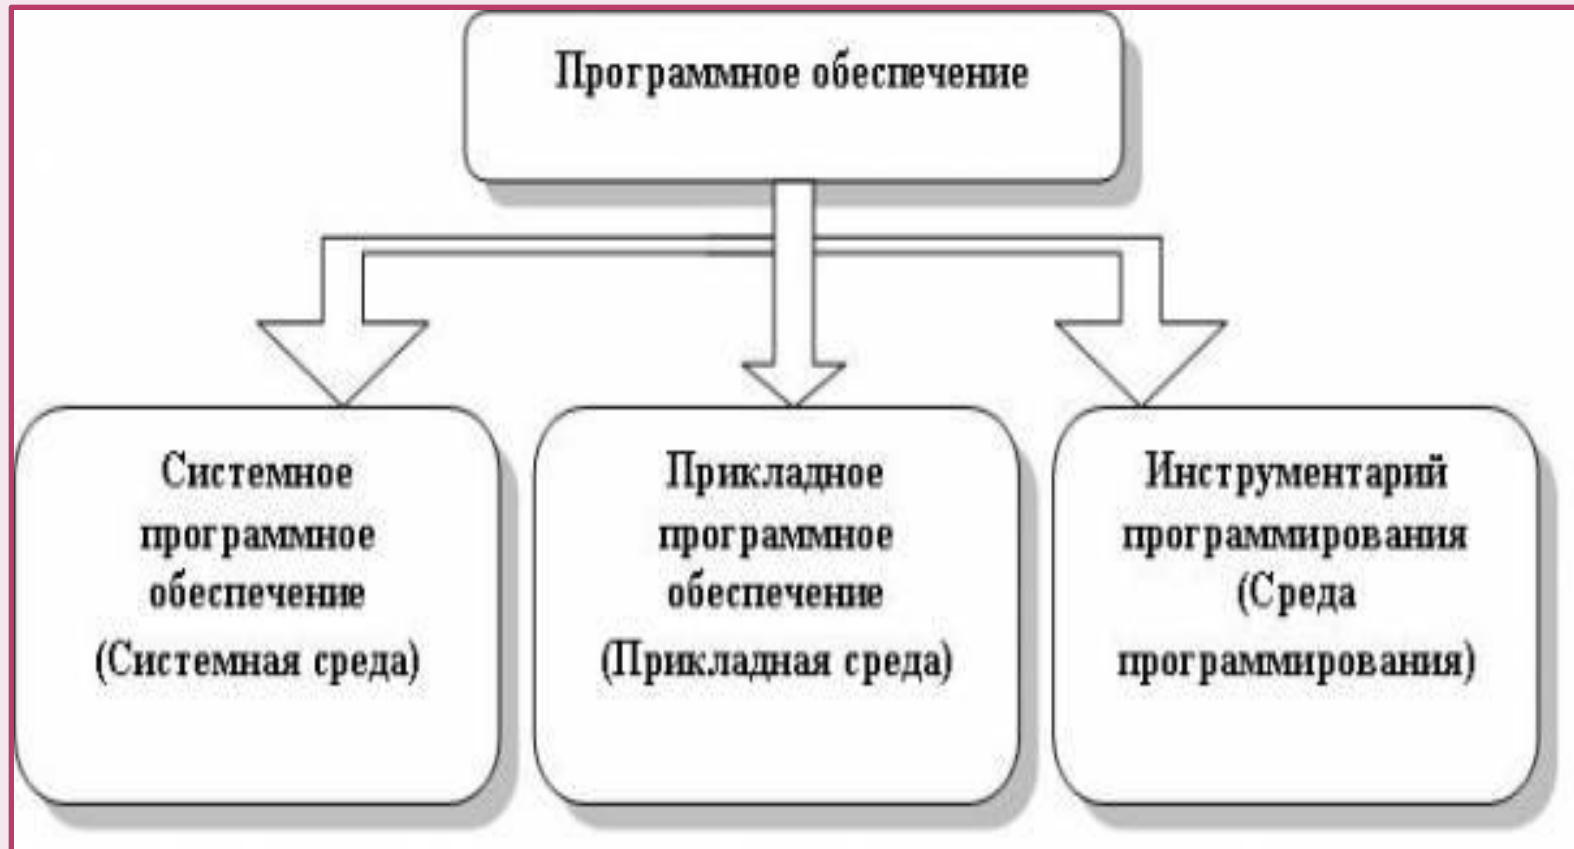 Программное обеспечение
Системное
программное
обеспечение
(Системная среда)
Прикладное
программное
обеспечение
(Прикладная среда)
Инструментарий
программирования
(Среда
программирования)